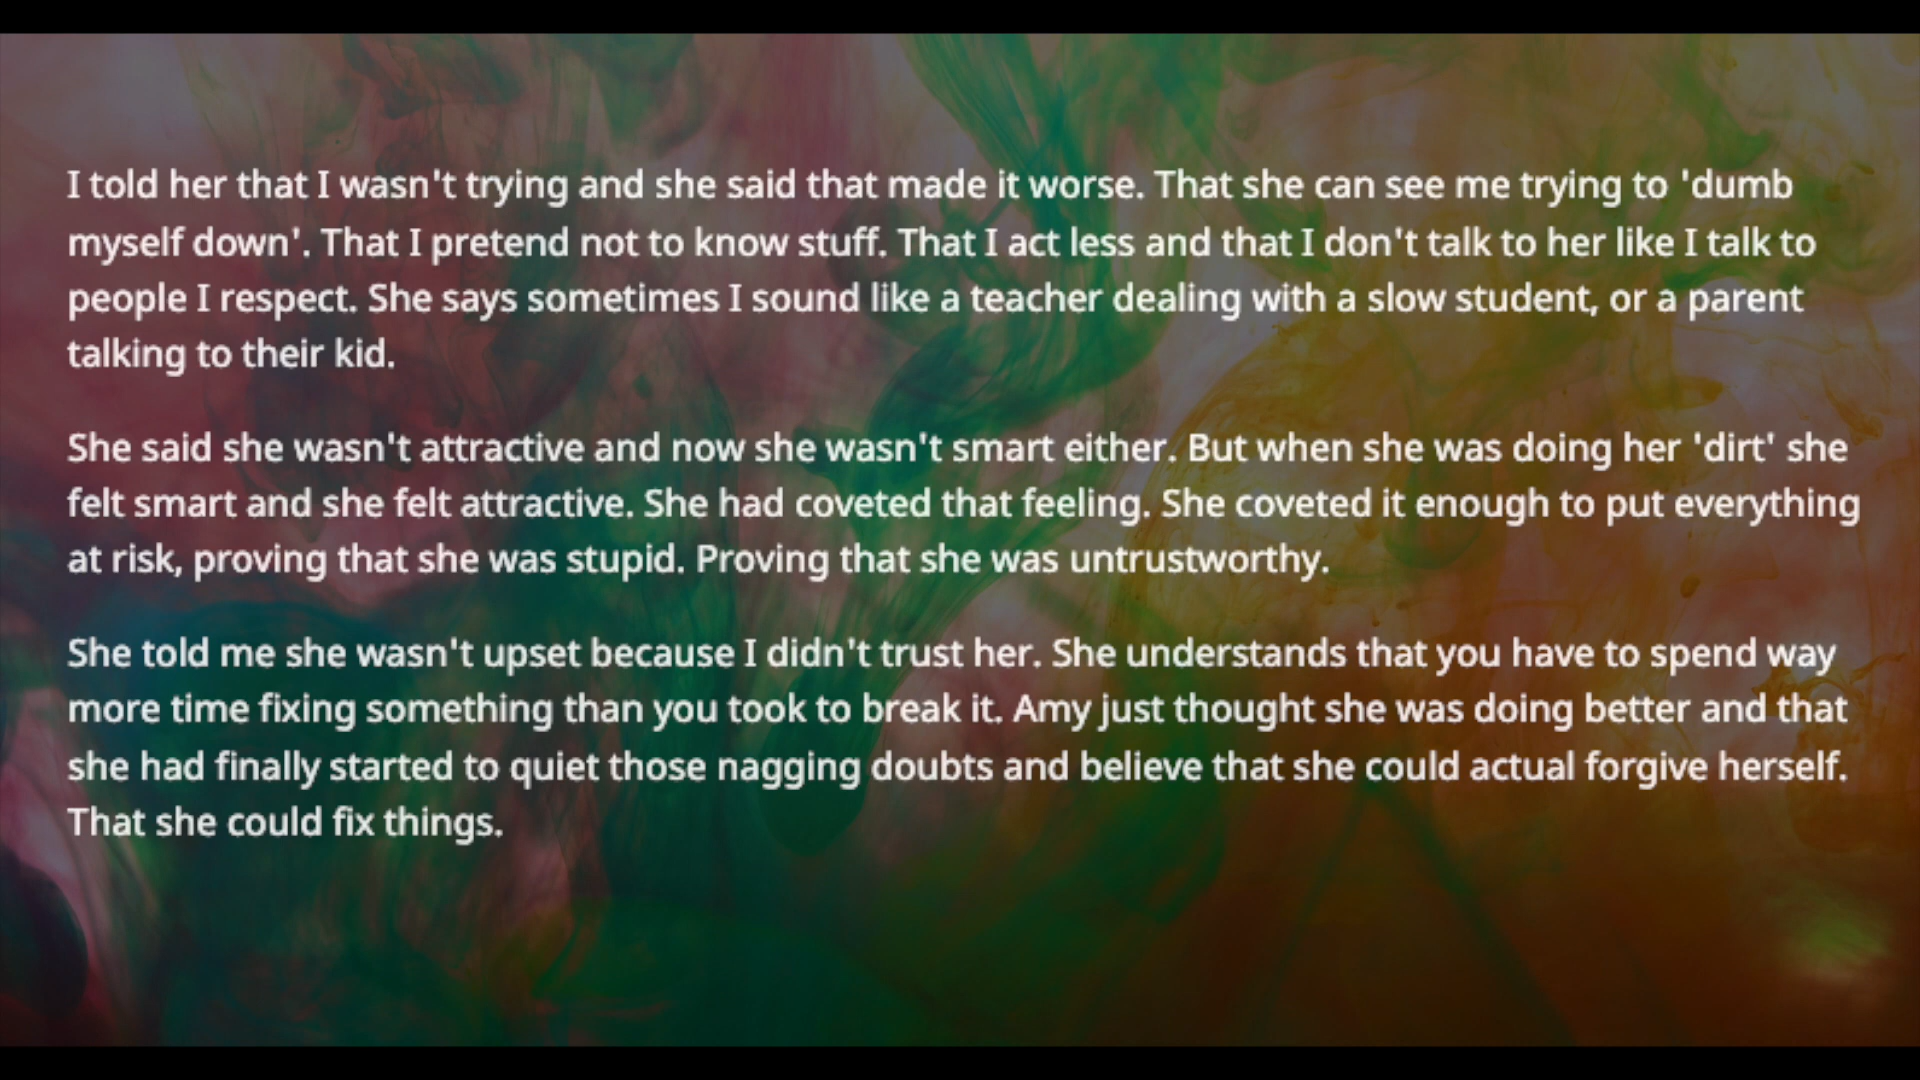 I told her that I wasn't trying and she said that made it worse. That she can see me trying to 'dumb
myself down'. That I pretend not to know stuff. That I act less and that I don't talk to her like I talk to
people I respect. She says sometimes I sound like a teacher dealing with a slow student, or a parent
talking to their kid.
She said she wasn't attractive and now she wasn't smart either. But when she was doing her 'dirt' she
felt smart and she felt attractive. She had coveted that feeling. She coveted it enough to put everything
at risk, proving that she was stupid. Proving that she was untrustworthy.
She told me she wasn't upset because I didn't trust her. She understands that you have to spend way
more time fixing something than you took to break it. Amy just thought she was doing better and that
she had finally started to quiet those nagging doubts and believe that she could actual forgive herself.
That she could fix things.